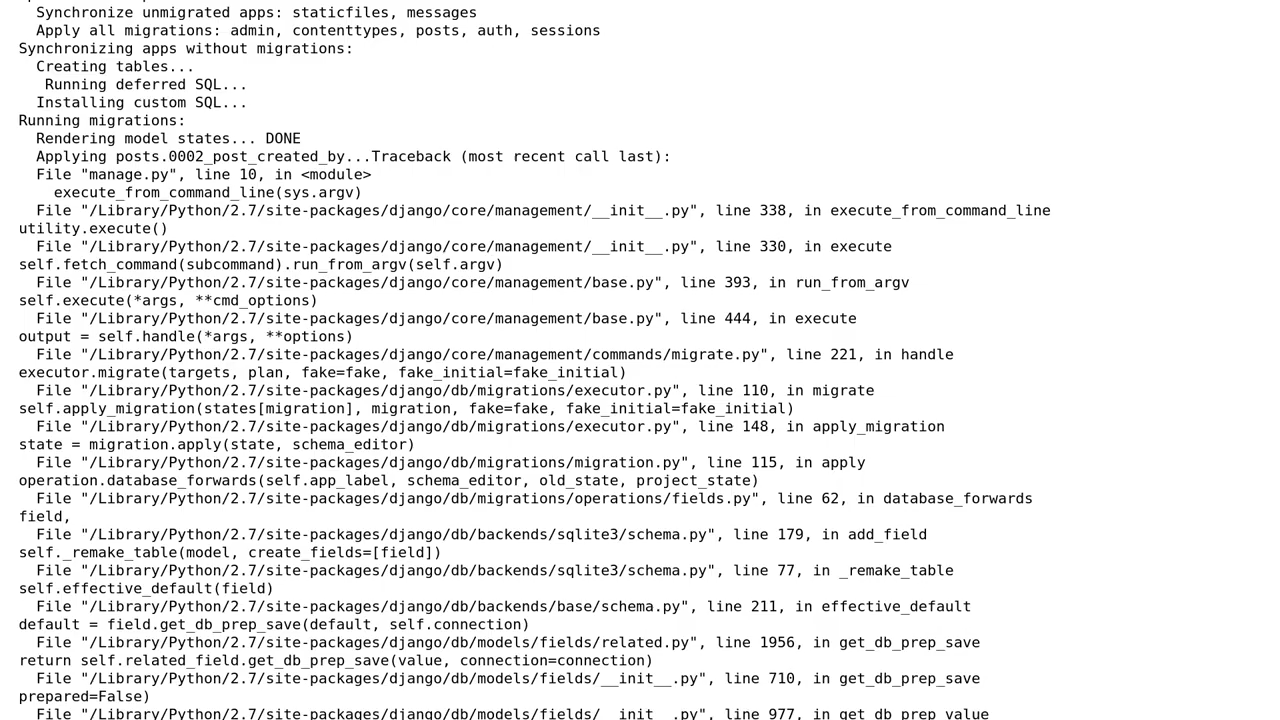 Synchronize unmigrated apps: staticfiles, messages
Apply all migrations: admin, contenttypes, posts, auth, sessions
Synchronizing apps without migrations:
Creating tables...
Running deferred SQL...
Installing custom SQL...
Running migrations:
Rendering model states... DONE
Applying posts.0002_post_created_by...Traceback (most recent call last):
File "manage.py", line 10, in <module>
execute_from_command_line(sys.argv)
File "/Library/Python/2.7/site-packages/django/core/management/__init__.py", line 338, in execute_from_command_line
utility.execute()
File "/Library/Python/2.7/site-packages/django/core/management/__init__.py", line 330, in execute
self.fetch_command(subcommand).run_from_argv(self.argv)
File "/Library/Python/2.7/site-packages/django/core/management/base.py", line 393, in run_from_argv
self.execute(*args, **cmd_options)
File "/Library/Python/2.7/site-packages/django/core/management/base.py", line 444, in execute
output = self.handle(*args, **options)
File "/Library/Python/2.7/site-packages/django/core/management/commands/migrate.py", line 221, in handle
executor.migrate(targets, plan, fake=fake, fake_initial=fake_initial)
File "/Library/Python/2.7/site-packages/django/db/migrations/executor.py", line 110, in migrate
self.apply_migration(states[migration], migration, fake=fake, fake_initial=fake_initial)
File "/Library/Python/2.7/site-packages/django/db/migrations/executor.py", line 148, in apply_migration
state = migration.apply(state, schema_editor)
File "/Library/Python/2.7/site-packages/django/db/migrations/migration.py", line 115, in apply
operation.database_forwards(self.app_label, schema_editor, old_state, project_state)
File "/Library/Python/2.7/site-packages/django/db/migrations/operations/fields.py", line 62, in database_forwards
field,
File "/Library/Python/2.7/site-packages/django/db/backends/sqlite3/schema.py", line 179, in add_field
self._remake_table(model, create_fields=[field])
File "/Library/Python/2.7/site-packages/django/db/backends/sqlite3/schema.py", line 77, in _remake_table
self.effective_default(field)
File "/Library/Python/2.7/site-packages/django/db/backends/base/schema.py", line 211, in effective_default
default = field.get_db_prep_save(default, self.connection)
File "/Library/Python/2.7/site-packages/django/db/models/fields/related.py", line 1956, in get_db_prep_save
return self.related_field.get_db_prep_save(value, connection=connection)
File "/Library/Python/2.7/site-packages/django/db/models/fields/__init__.py", line 710, in get_db_prep_save
prepared=False)
File "/Library/Python/2.7/site-packages/django/db/models/fields/__init__.py", line 977, in get_db_prep_value